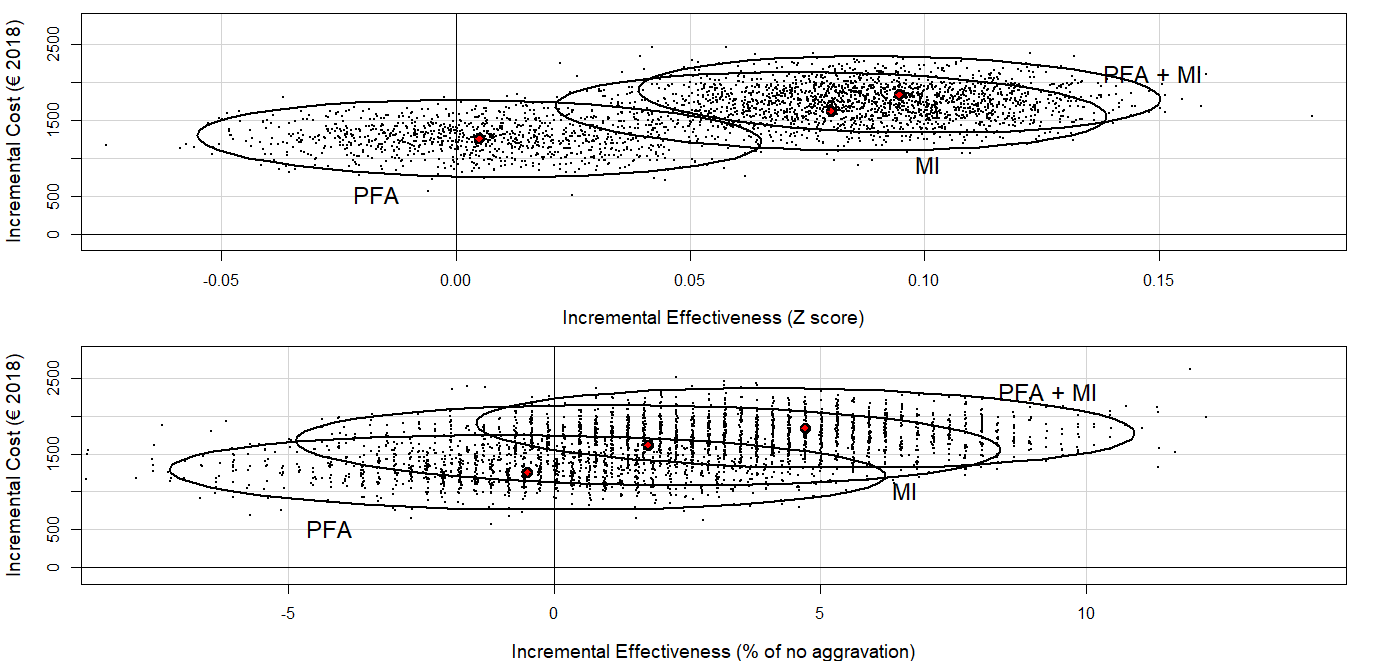 Incremental Cost (€ 2018)
2500
1500
500
0
PFA + MI
MI
PFA
-0.05
0.00
0.05
0.10
0.15
Incremental Effectiveness (Z score)
Incremental Cost (€ 2018)
2500
1500
500
0
PFA + MI
MI
PFA
-5
0
5
10
Incremental Effectiveness (% of no aggravation)